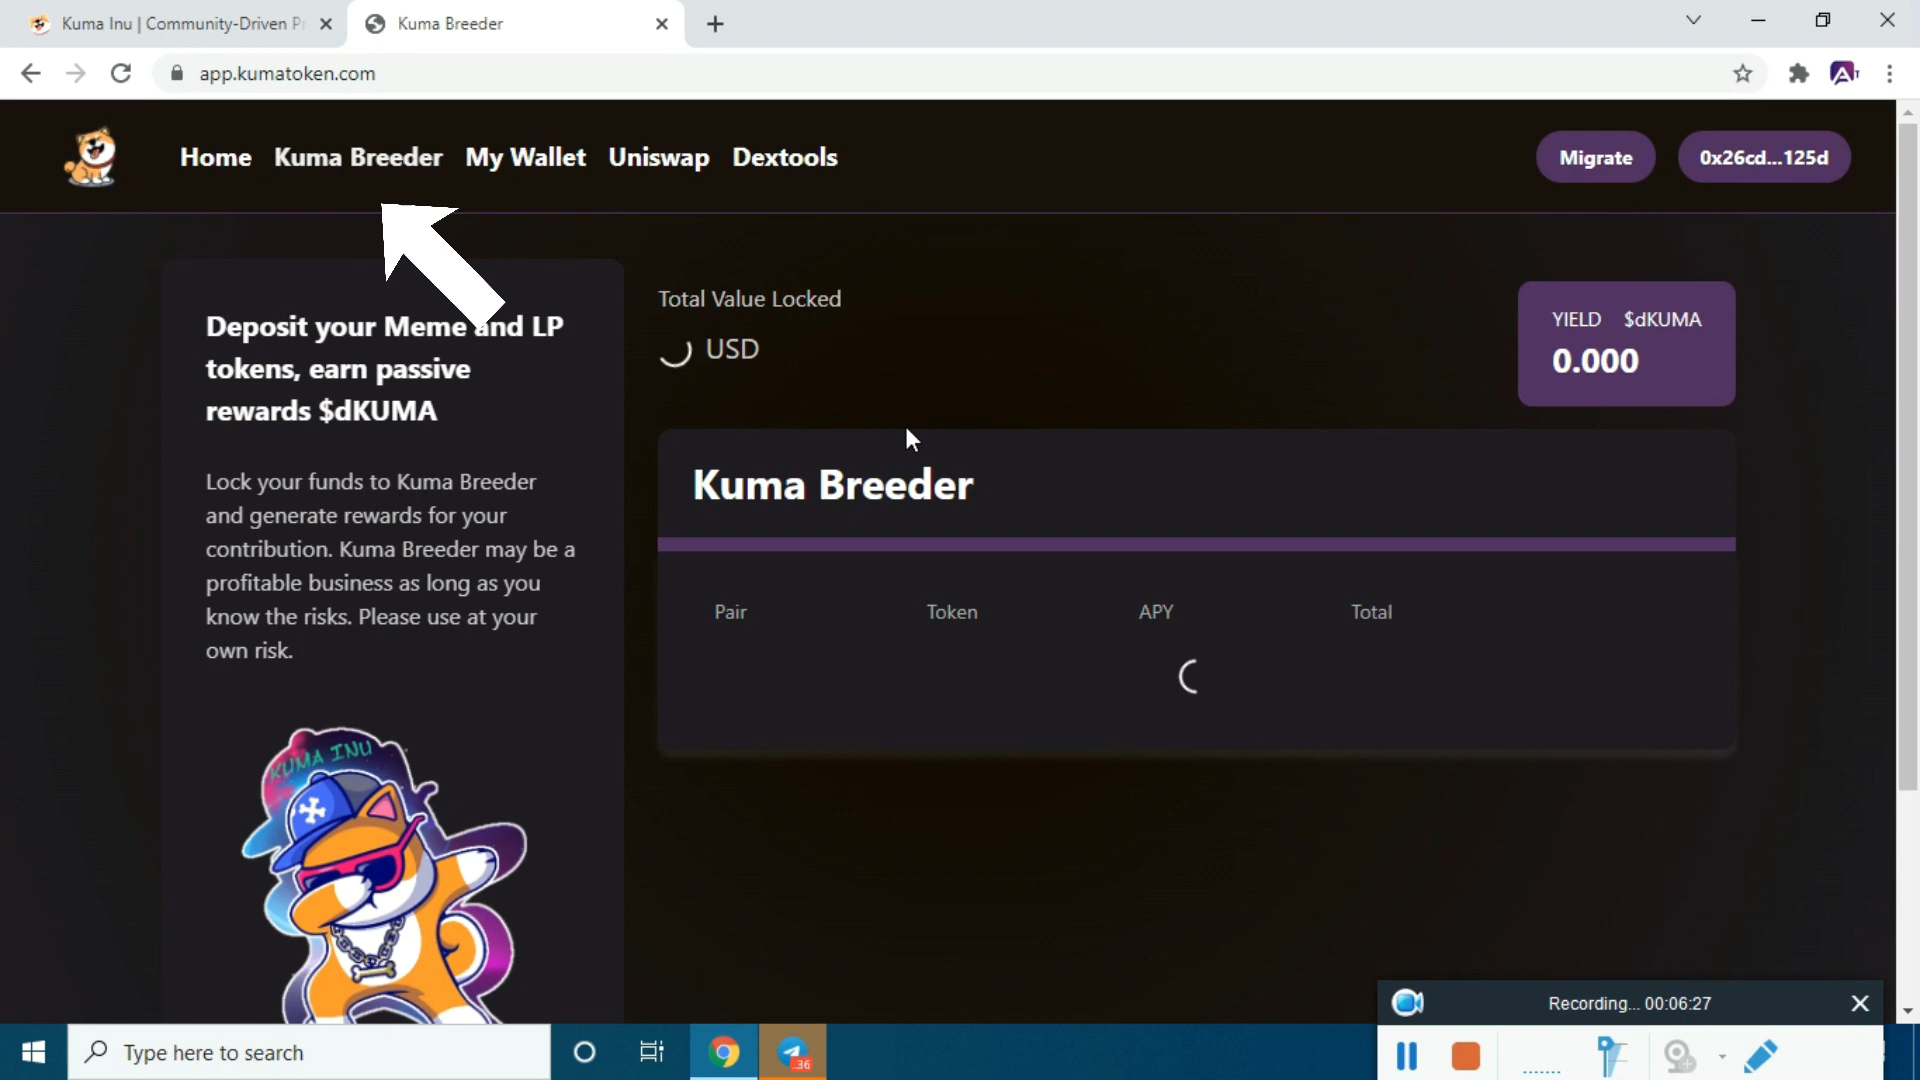 Kuma Inu | Community-Driven Pr
Kuma Breeder
app.kumatoken.com
Home Kuma Breeder My Wallet Uniswap Dextools
Migrate
0x26cd...125d
Deposit your Meme and LP
tokens, earn passive
rewards $dKUMA
Lock your funds to Kuma Breeder
and generate rewards for your
contribution. Kuma Breeder may be a
profitable business as long as you
know the risks. Please use at your
own risk.
KUMA INU
Total Value Locked
USD
YIELD $dKUMA
0.000
Kuma Breeder
Pair Token APY Total
Recording... 00:06:27
Type here to search
36